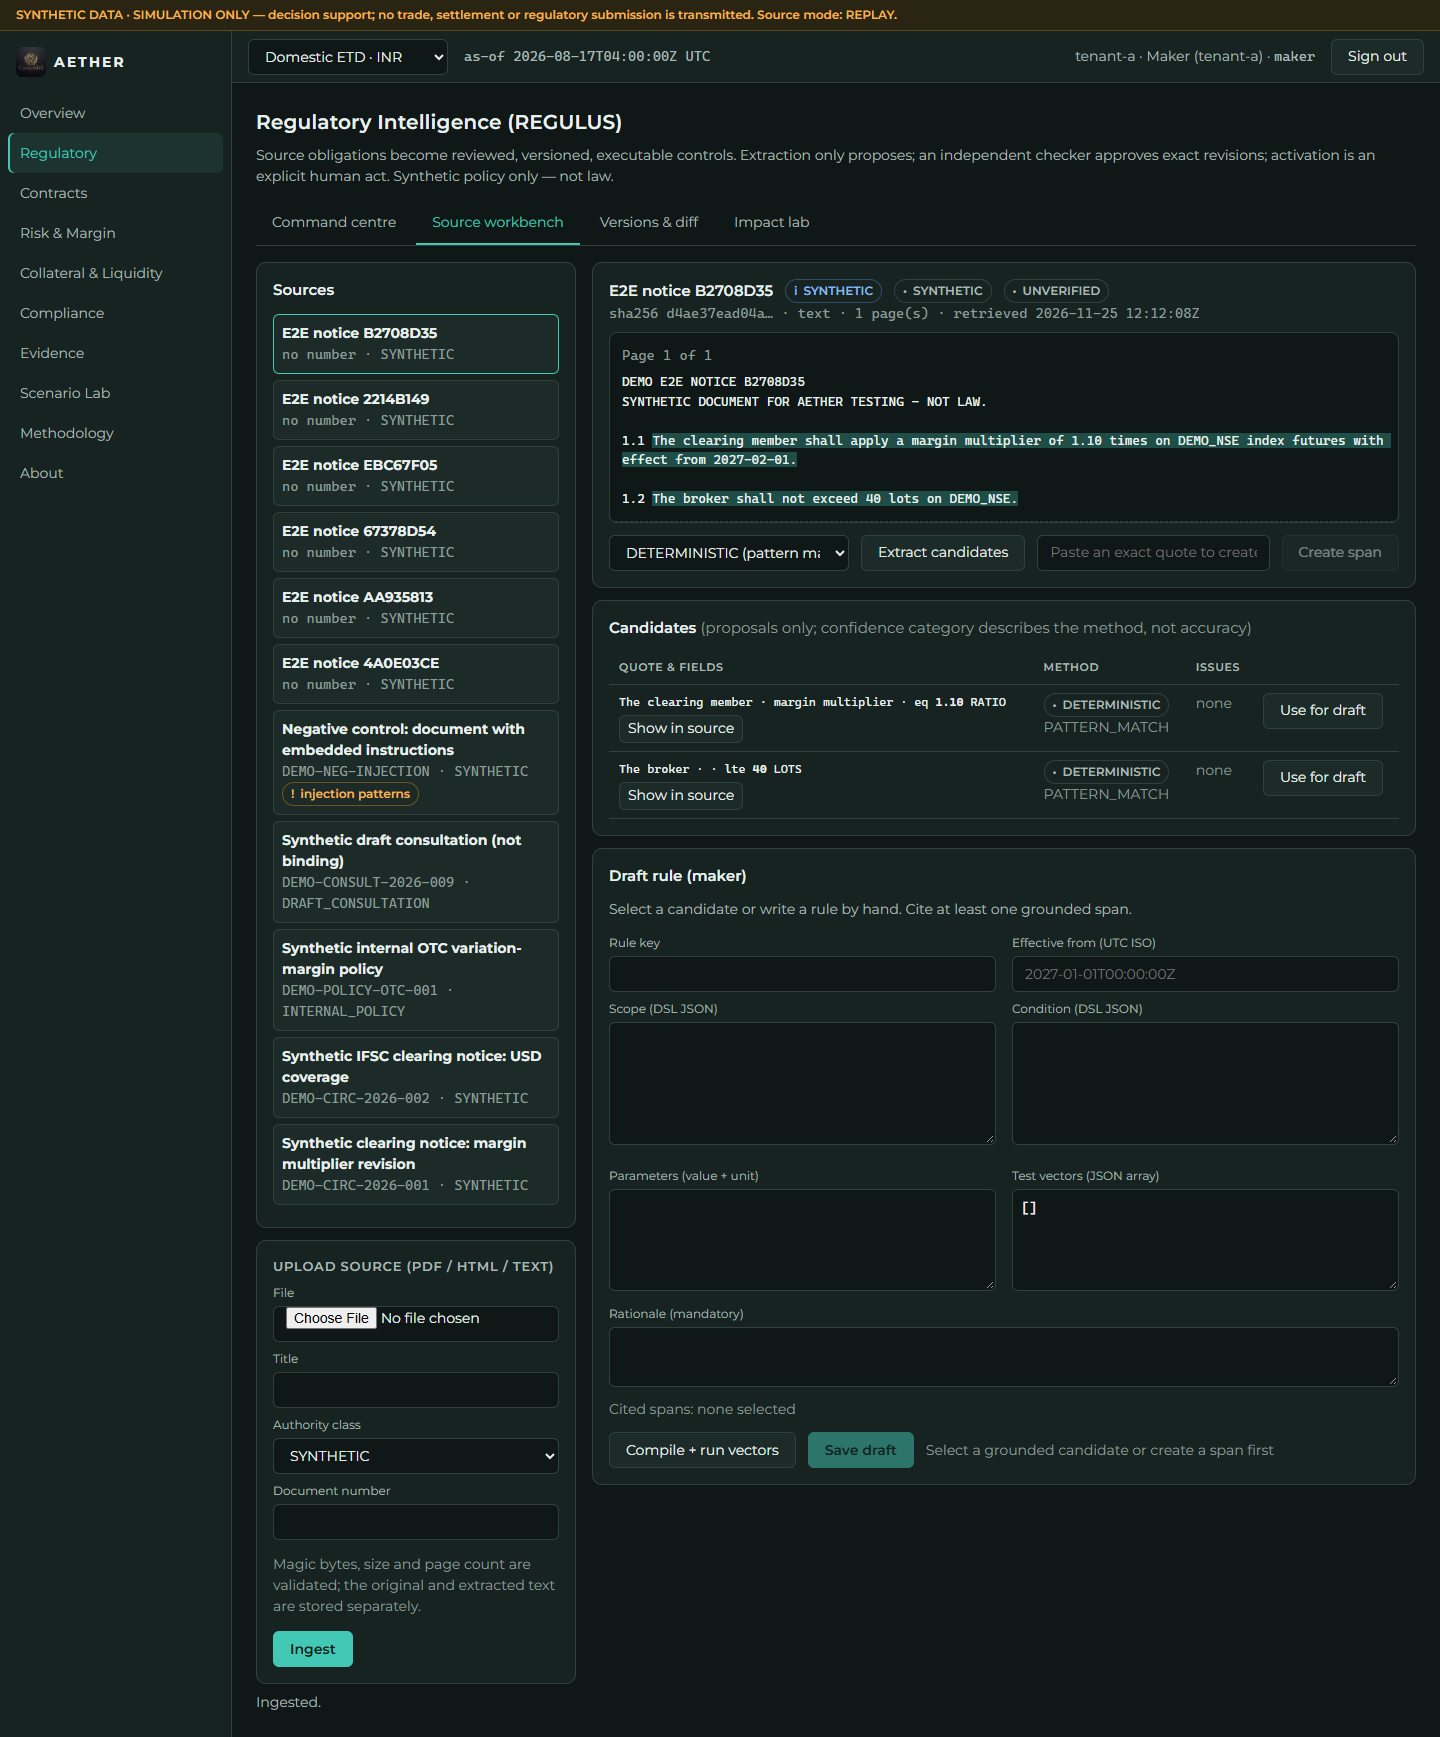 SYNTHETIC DATA · SIMULATION ONLY — decision support; no trade, settlement or regulatory submission is transmitted. Source mode: REPLAY.
AETHER
Domestic ETD · INR
as-of 2026-08-17T04:00:00Z UTC
tenant-a · Maker (tenant-a) · maker
Sign out
Overview
Regulatory
Contracts
Risk & Margin
Collateral & Liquidity
Compliance
Evidence
Scenario Lab
Methodology
About
Regulatory Intelligence (REGULUS)
Source obligations become reviewed, versioned, executable controls. Extraction only proposes; an independent checker approves exact revisions; activation is an
explicit human act. Synthetic policy only — not law.
Command centre
Source workbench
Versions & diff
Impact lab
Sources
E2E notice B2708D35
no number · SYNTHETIC
E2E notice 2214B149
no number · SYNTHETIC
E2E notice EBC67F05
no number · SYNTHETIC
E2E notice 67378D54
no number · SYNTHETIC
E2E notice AA935813
no number · SYNTHETIC
E2E notice 4A0E03CE
no number · SYNTHETIC
Negative control: document with
embedded instructions
DEMO-NEG-INJECTION · SYNTHETIC
! injection patterns
Synthetic draft consultation (not
binding)
DEMO-CONSULT-2026-009 ·
DRAFT_CONSULTATION
Synthetic internal OTC variation-
margin policy
DEMO-POLICY-OTC-001 ·
INTERNAL_POLICY
Synthetic IFSC clearing notice: USD
coverage
DEMO-CIRC-2026-002 · SYNTHETIC
Synthetic clearing notice: margin
multiplier revision
DEMO-CIRC-2026-001 · SYNTHETIC
UPLOAD SOURCE (PDF / HTML / TEXT)
File
Choose File No file chosen
Title
Authority class
SYNTHETIC
Document number
Magic bytes, size and page count are
validated; the original and extracted text
are stored separately.
Ingest
Ingested.
E2E notice B2708D35
i SYNTHETIC
· SYNTHETIC
· UNVERIFIED
sha256 d4ae37ead04a… · text · 1 page(s) · retrieved 2026-11-25 12:12:08Z
Page 1 of 1
DEMO E2E NOTICE B2708D35
SYNTHETIC DOCUMENT FOR AETHER TESTING - NOT LAW.
1.1 The clearing member shall apply a margin multiplier of 1.10 times on DEMO_NSE index futures with
effect from 2027-02-01.
1.2 The broker shall not exceed 40 lots on DEMO_NSE.
DETERMINISTIC (pattern ma
Extract candidates
Paste an exact quote to create
Create span
Candidates (proposals only; confidence category describes the method, not accuracy)
QUOTE & FIELDS
METHOD
ISSUES
The clearing member · margin multiplier · eq 1.10 RATIO
Show in source
· DETERMINISTIC
PATTERN_MATCH
none
Use for draft
The broker · · lte 40 LOTS
Show in source
· DETERMINISTIC
PATTERN_MATCH
none
Use for draft
Draft rule (maker)
Select a candidate or write a rule by hand. Cite at least one grounded span.
Rule key
Effective from (UTC ISO)
2027-01-01T00:00:00Z
Scope (DSL JSON)
Condition (DSL JSON)
Parameters (value + unit)
Test vectors (JSON array)
[]
Rationale (mandatory)
Cited spans: none selected
Compile + run vectors
Save draft
Select a grounded candidate or create a span first